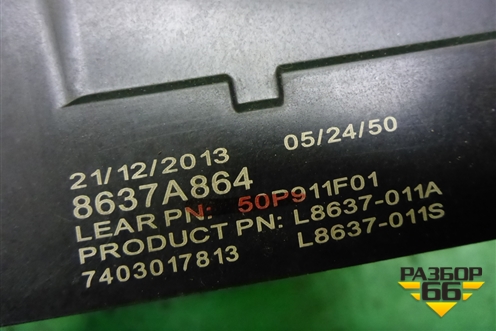 21/12/2013 05/24/50
8637A864
LEAR PN: 50P911F01
PRODUCT PN: L8637-011A
7403017813 L8637-011S
РАЗБОР
66